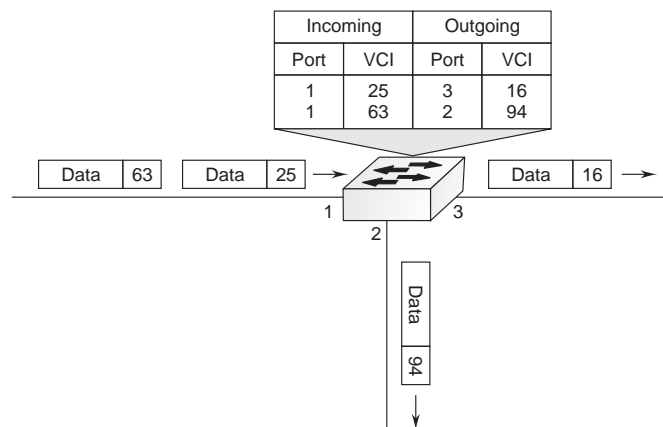 Incoming Outgoing
Port VCI Port VCI
1 25 3 16
1 63 2 94
Data 63 Data 25 Data 16
1 2 3
Data 94